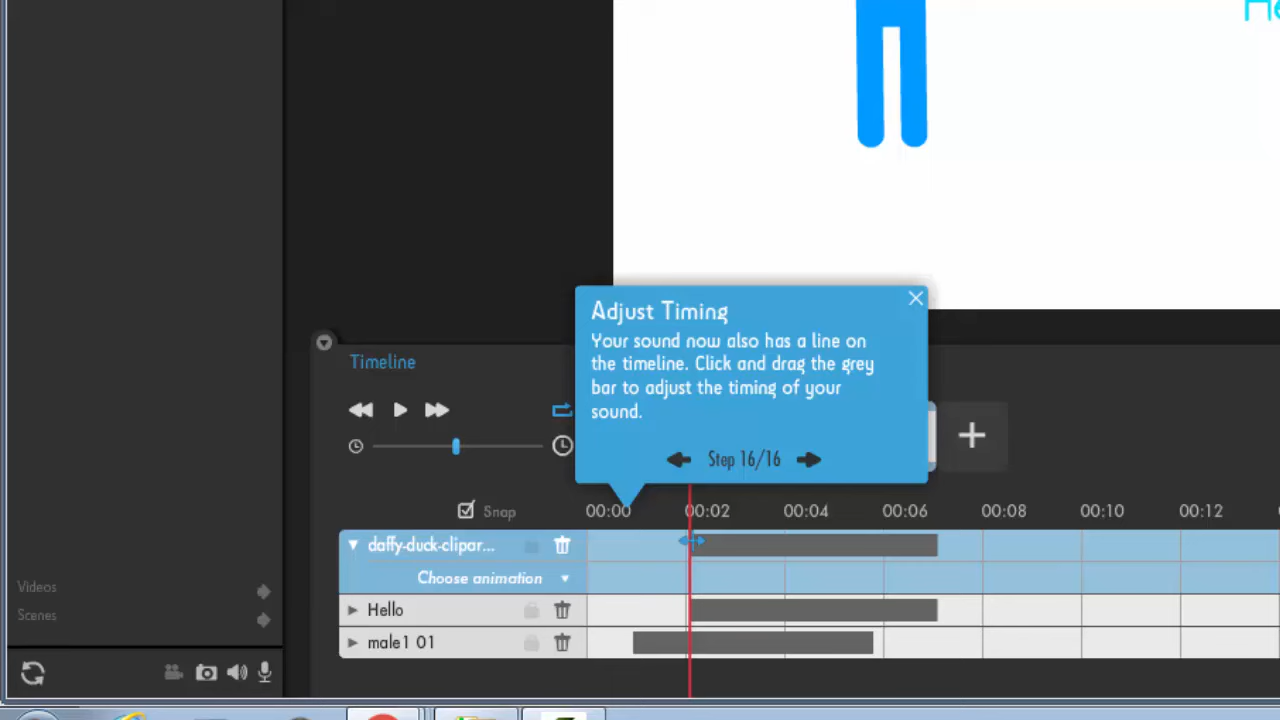 He
Adjust Timing
Your sound now also has a line on
the timeline. Click and drag the grey
bar to adjust the timing of your
sound.
Step 16/16
Timeline
Snap
00:00 00:02 00:04 00:06 00:08 00:10 00:12
daffy-duck-clipar...
Choose animation
Hello
male1 01
Videos
Scenes